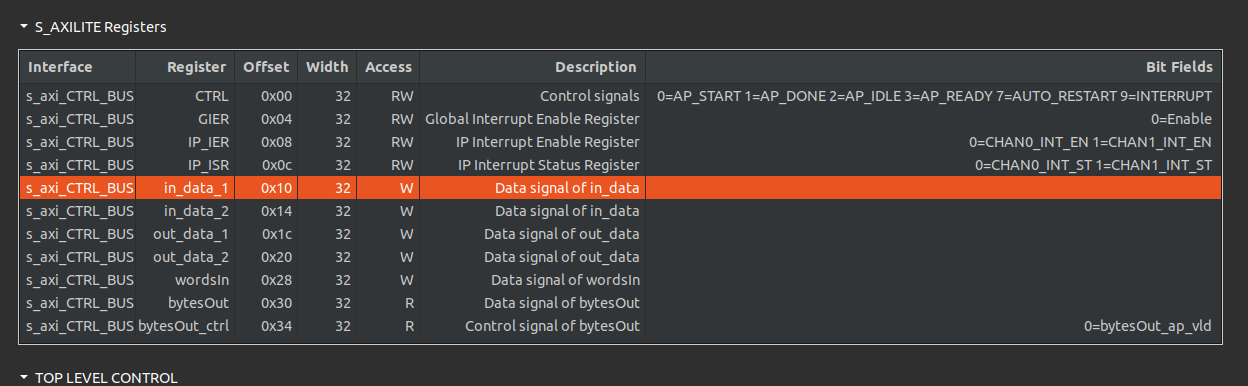 S_AXILITE Registers
Interface Register Offset Width Access Description Bit Fields
s_axi_CTRL_BUS CTRL 0x00 32 RW Control signals 0=AP_START 1=AP_DONE 2=AP_IDLE 3=AP_READY 7=AUTO_RESTART 9=INTERRUPT
s_axi_CTRL_BUS GIER 0x04 32 RW Global Interrupt Enable Register 0=Enable
s_axi_CTRL_BUS IP_IER 0x08 32 RW IP Interrupt Enable Register 0=CHAN0_INT_EN 1=CHAN1_INT_EN
s_axi_CTRL_BUS IP_ISR 0x0c 32 RW IP Interrupt Status Register 0=CHAN0_INT_ST 1=CHAN1_INT_ST
s_axi_CTRL_BUS in_data_1 0x10 32 W Data signal of in_data
s_axi_CTRL_BUS in_data_2 0x14 32 W Data signal of in_data
s_axi_CTRL_BUS out_data_1 0x1c 32 W Data signal of out_data
s_axi_CTRL_BUS out_data_2 0x20 32 W Data signal of out_data
s_axi_CTRL_BUS wordsIn 0x28 32 W Data signal of wordsIn
s_axi_CTRL_BUS bytesOut 0x30 32 R Data signal of bytesOut
s_axi_CTRL_BUS bytesOut_ctrl 0x34 32 R Control signal of bytesOut 0=bytesOut_ap_vld
TOP LEVEL CONTROL